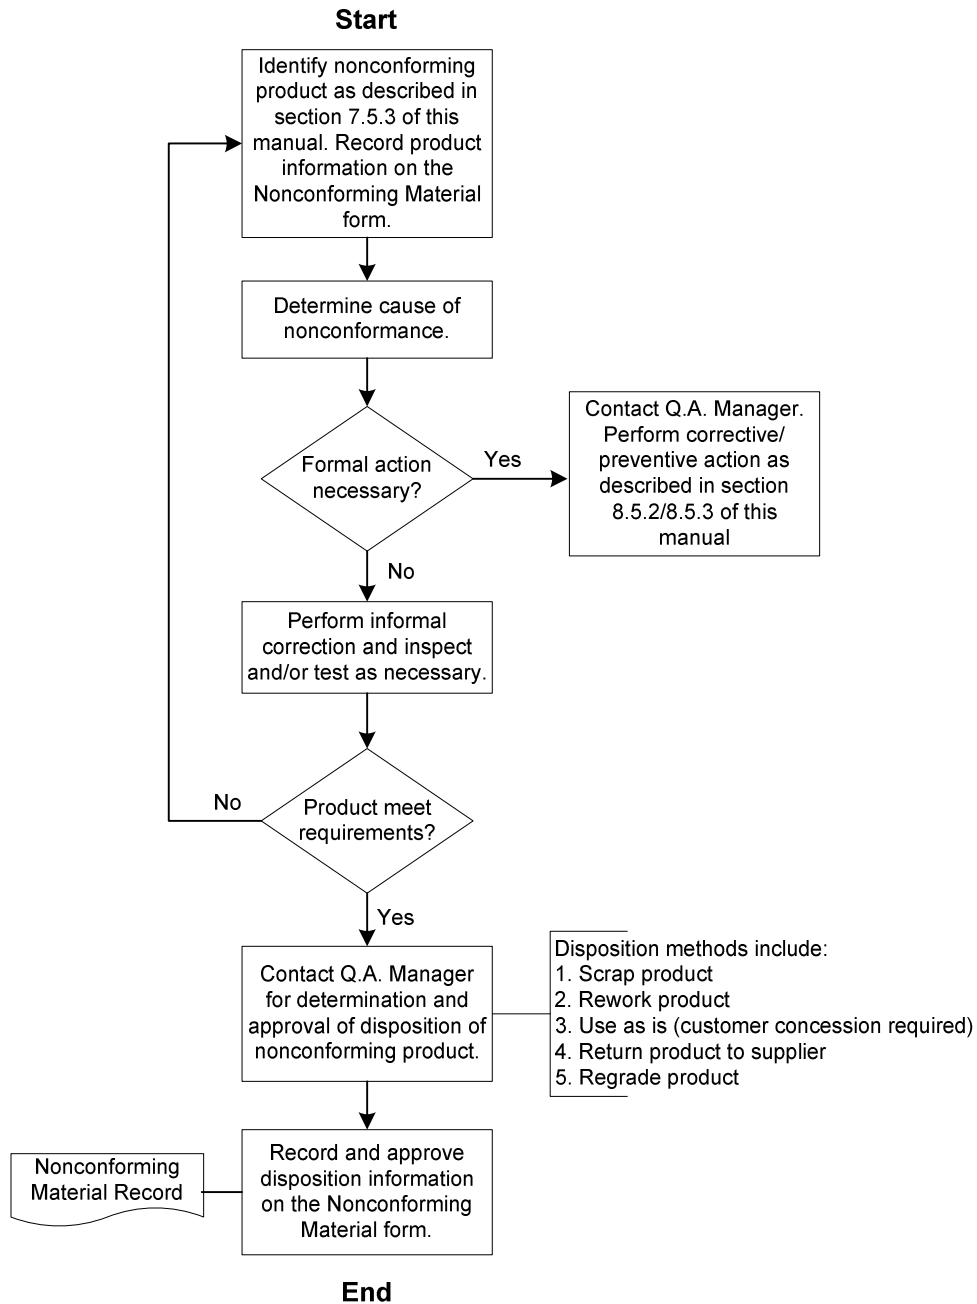 Start
Identify nonconforming
product as described in
section 7.5.3 of this
manual. Record product
information on the
Nonconforming Material
form.
Determine cause of
nonconformance.
Formal action
necessary?
Yes
Contact Q.A. Manager.
Perform corrective/
preventive action as
described in section
8.5.2/8.5.3 of this
manual
No
Perform informal
correction and inspect
and/or test as necessary.
Product meet
requirements?
No
Yes
Contact Q.A. Manager
for determination and
approval of disposition of
nonconforming product.
Disposition methods include:
1. Scrap product
2. Rework product
3. Use as is (customer concession required)
4. Return product to supplier
5. Regrade product
Record and approve
disposition information
on the Nonconforming
Material form.
Nonconforming
Material Record
End